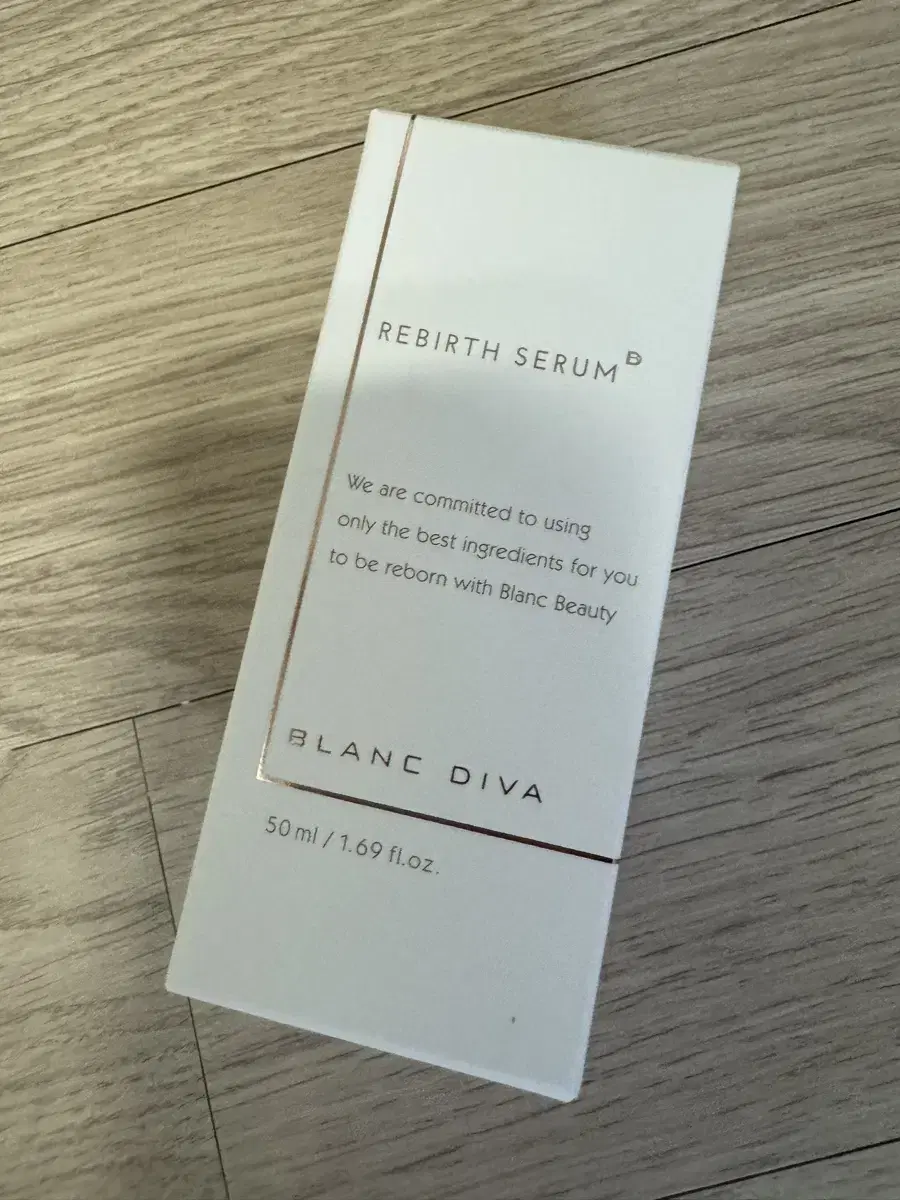 REBIRTH SERUM B
We are committed to using
only the best ingredients for you
to be reborn with Blanc Beauty
BLANC DIVA
50 ml / 1.69 fl.oz.